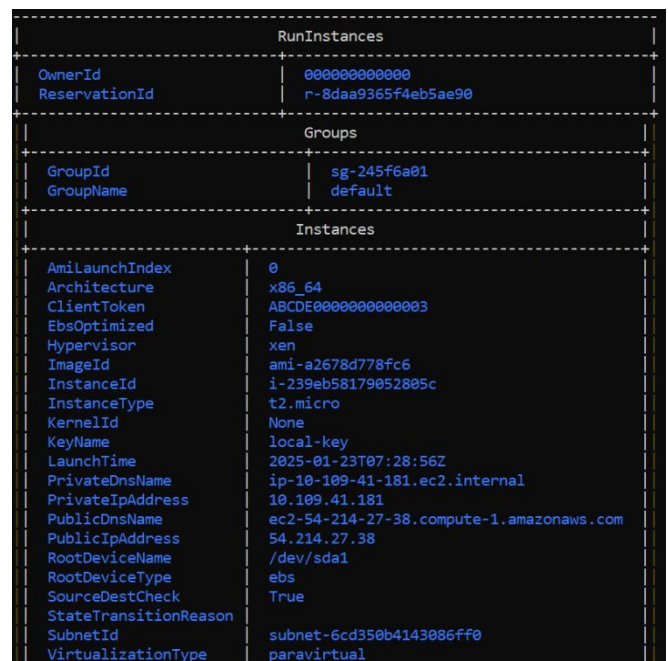 RunInstances
OwnerId 000000000000
ReservationId r-8daa9365f4eb5ae90
Groups
GroupId sg-245f6a01
GroupName default
Instances
AmiLaunchIndex 0
Architecture x86_64
ClientToken ABCDE0000000000003
EbsOptimized False
Hypervisor xen
ImageId ami-a2678d778fc6
InstanceId i-239eb58179052805c
InstanceType t2.micro
KernelId None
KeyName local-key
LaunchTime 2025-01-23T07:28:56Z
PrivateDnsName ip-10-109-41-181.ec2.internal
PrivateIpAddress 10.109.41.181
PublicDnsName ec2-54-214-27-38.compute-1.amazonaws.com
PublicIpAddress 54.214.27.38
RootDeviceName /dev/sda1
RootDeviceType ebs
SourceDestCheck True
StateTransitionReason
SubnetId subnet-6cd350b4143086ff0
VirtualizationType paravirtual